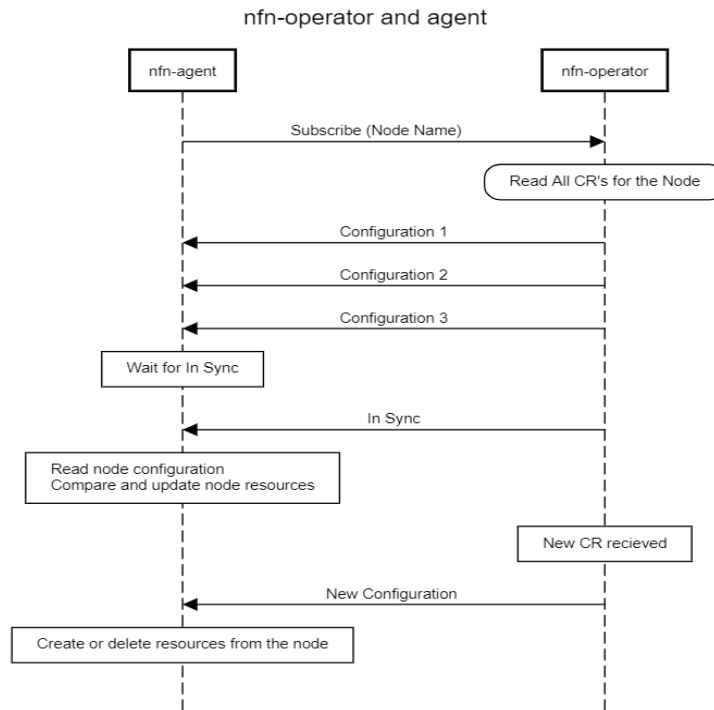 nfn-operator and agent
nfn-agent
nfn-operator
Subscribe (Node Name)
Read All CR's for the Node
Configuration 1
Configuration 2
Configuration 3
Wait for In Sync
In Sync
Read node configuration
Compare and update node resources
New CR recieved
New Configuration
Create or delete resources from the node